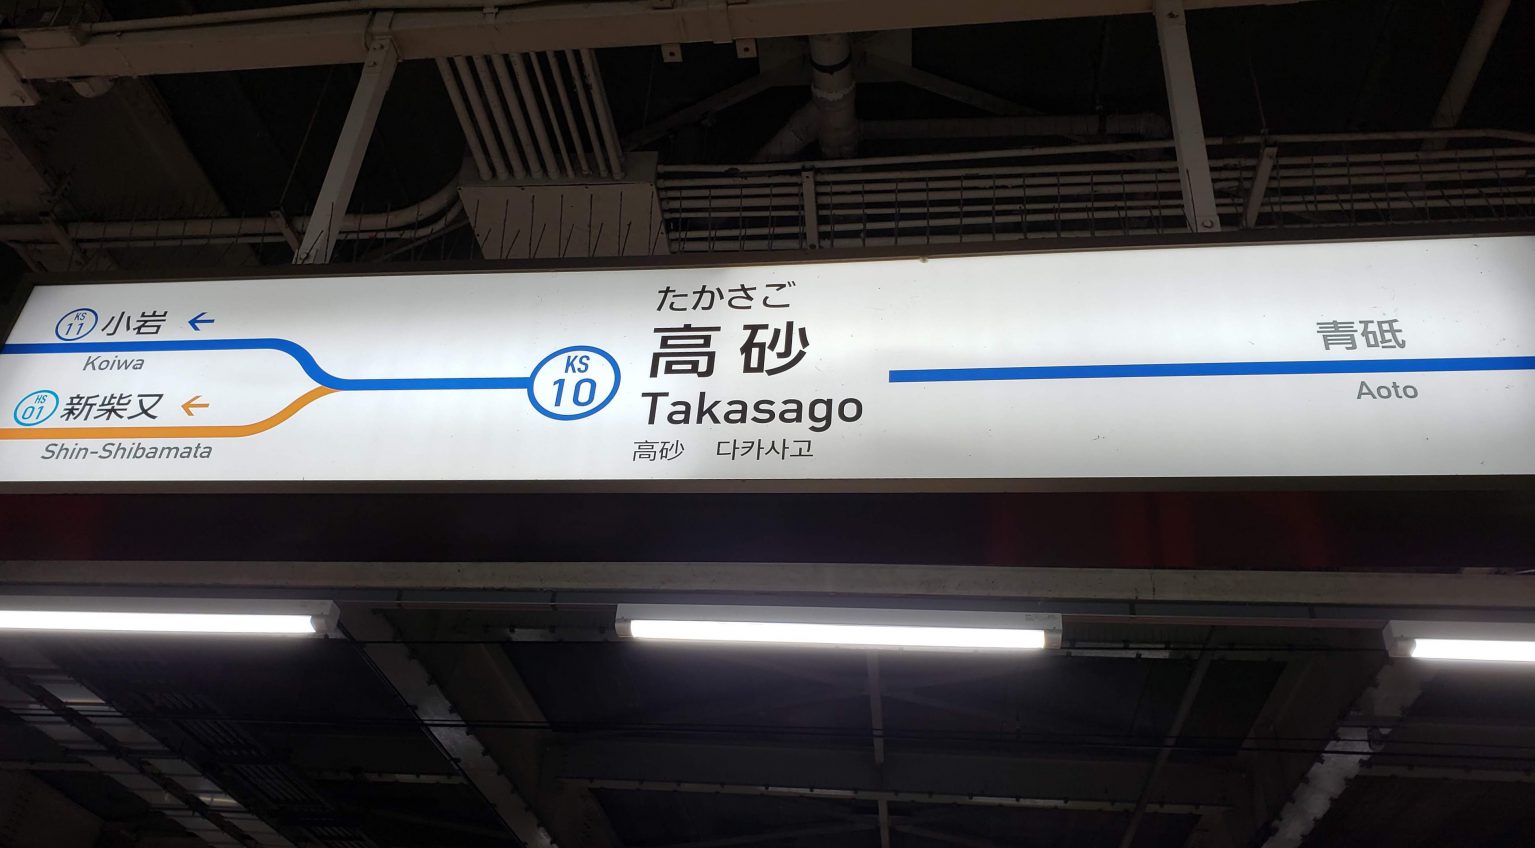 KS
11
小岩 ←
Koiwa
HS
01
新柴又 ←
Shin-Shibamata
KS
10
たかさご
高砂
Takasago
高砂 다카사고
青砥
Aoto